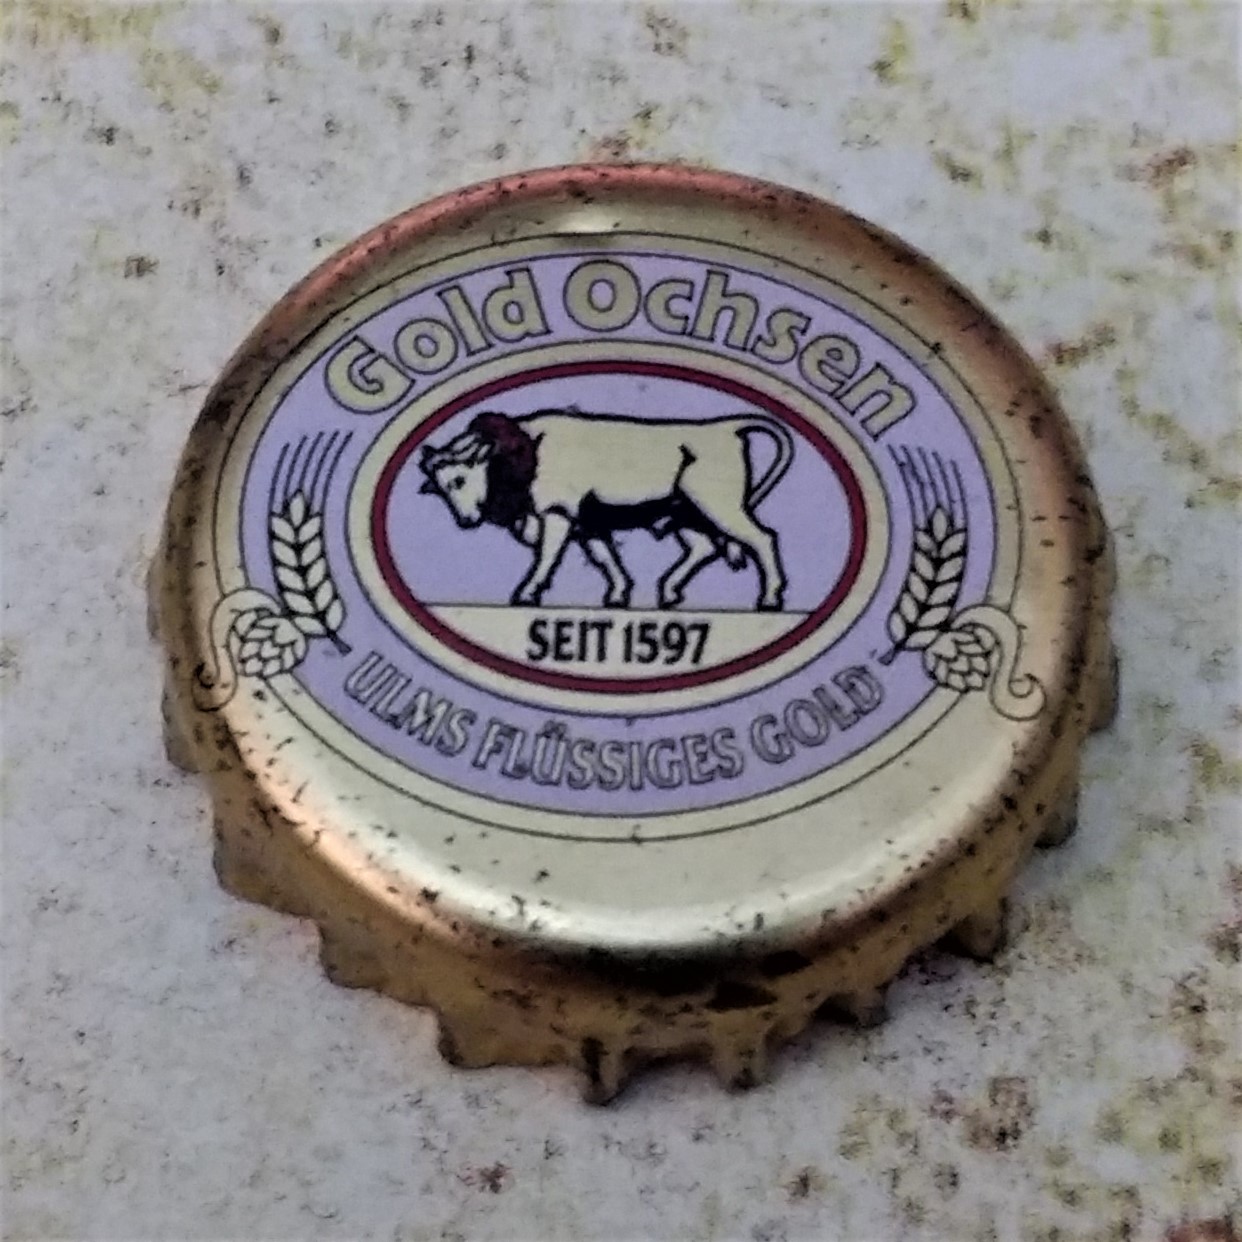 Gold Ochsen
SEIT 1597
ULMS FLÜSSIGES GOLD